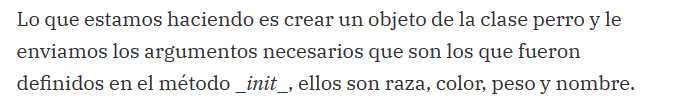 Lo que estamos haciendo es crear un objeto de la clase perro y le
enviamos los argumentos necesarios que son los que fueron
definidos en el método _init_, ellos son raza, color, peso y nombre.